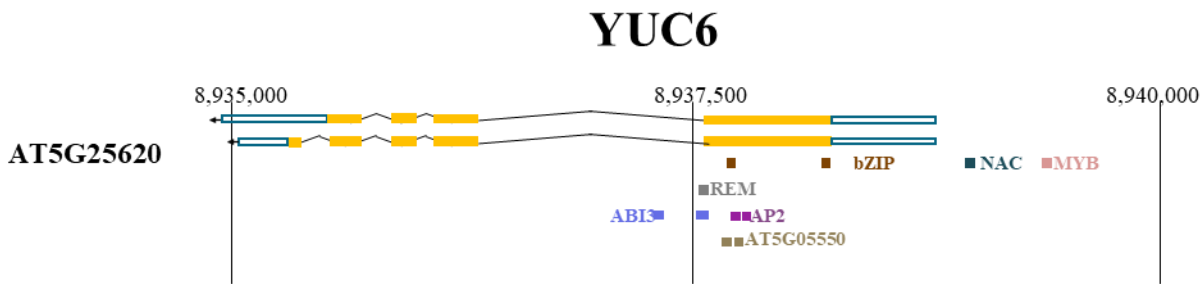 YUC6
8,935,000 8,937,500 8,940,000
AT5G25620
bZIP NAC MYB
REM
ABI3 AP2
AT5G05550